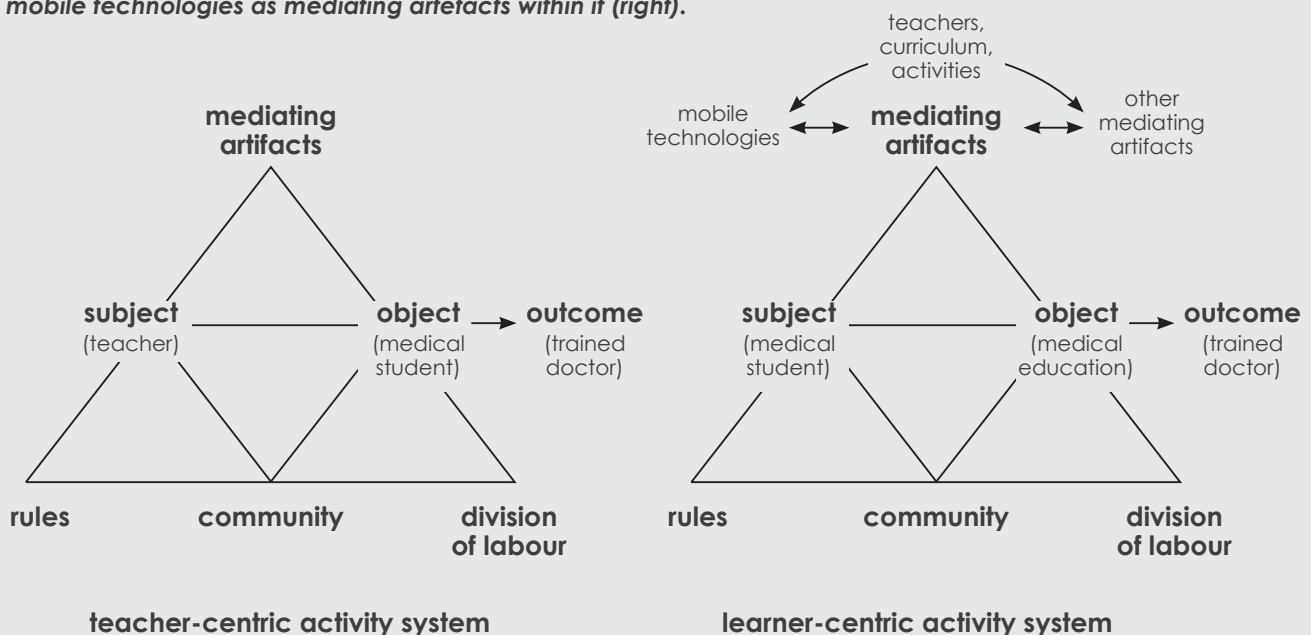 mobile technologies as mediating artefacts within it (right).
mediating
artifacts
subject
(teacher)
object
(medical
student)
outcome
(trained
doctor)
rules
community
division
of labour
teacher-centric activity system
teachers,
curriculum,
activities
mobile
technologies
mediating
artifacts
other
mediating
artifacts
subject
(medical
student)
object
(medical
education)
outcome
(trained
doctor)
rules
community
division
of labour
learner-centric activity system